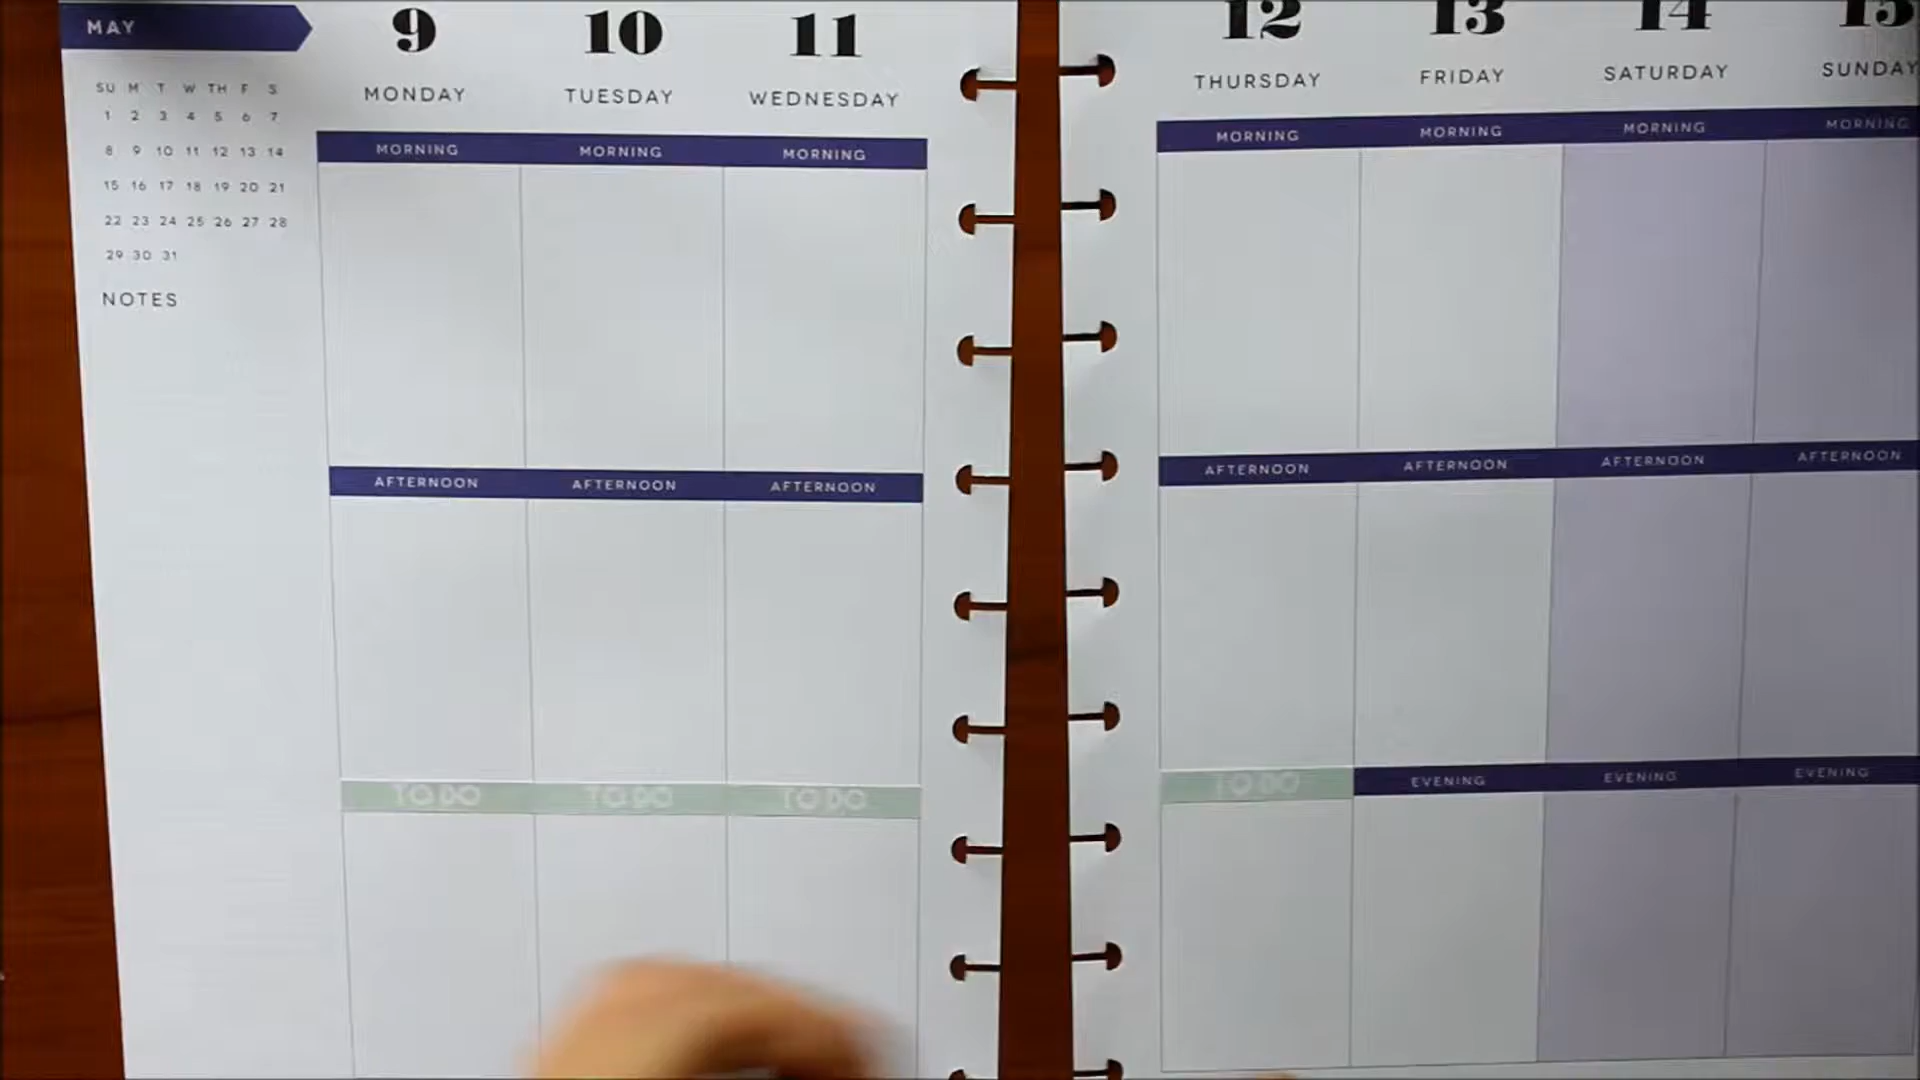 MAY
9 10 11
MONDAY TUESDAY WEDNESDAY
SU M T W TH F S
1 2 3 4 5 6 7
8 9 10 11 12 13 14
15 16 17 18 19 20 21
22 23 24 25 26 27 28
29 30 31
NOTES
MORNING MORNING MORNING
AFTERNOON AFTERNOON AFTERNOON
TO DO TO DO TO DO
12 13 14 15
THURSDAY FRIDAY SATURDAY SUNDAY
MORNING MORNING MORNING MORNING
AFTERNOON AFTERNOON AFTERNOON AFTERNOON
TO DO EVENING EVENING EVENING